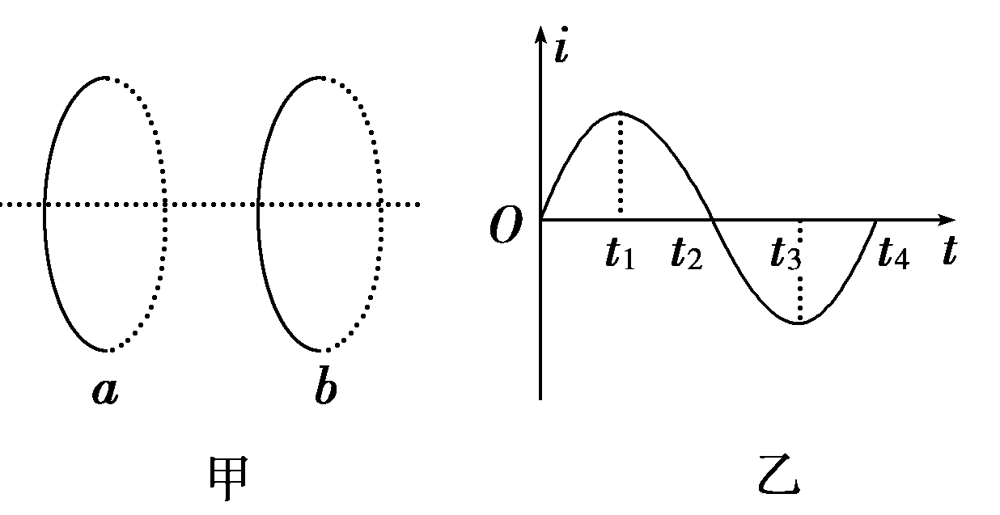 i
O t₁ t₂ t₃ t₄ t
a b
甲 乙